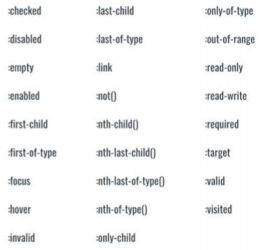 :checked
:disabled
:empty
:enabled
:first-child
:first-of-type
:focus
:hover
:invalid
:last-child
:last-of-type
:link
:not()
:nth-child()
:nth-last-child()
:nth-last-of-type()
:nth-of-type()
:only-child
:only-of-type
:out-of-range
:read-only
:read-write
:required
:target
:valid
:visited